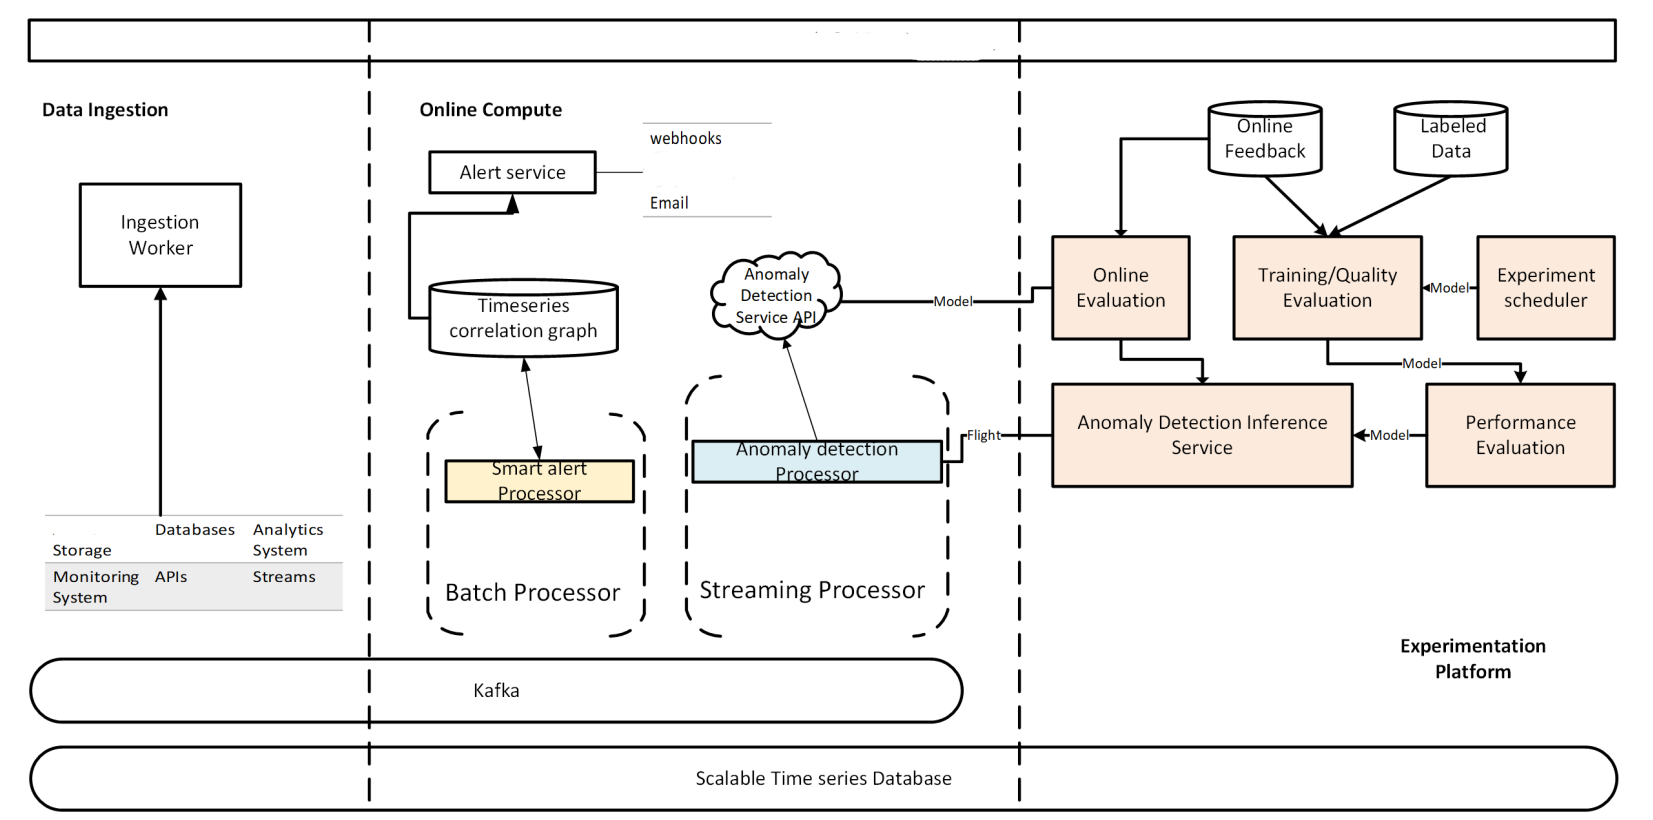 Data Ingestion
Ingestion
Worker
Storage
Databases
Analytics
System
Monitoring
System
APIs
Streams
Online Compute
Alert service
webhooks
Email
Timeseries
correlation graph
Anomaly
Detection
Service API
Smart alert
Processor
Batch Processor
Anomaly detection
Processor
Streaming Processor
Model
Flight
Online
Feedback
Labeled
Data
Online
Evaluation
Training/Quality
Evaluation
Model
Experiment
scheduler
Model
Anomaly Detection Inference
Service
Model
Performance
Evaluation
Experimentation
Platform
Kafka
Scalable Time series Database